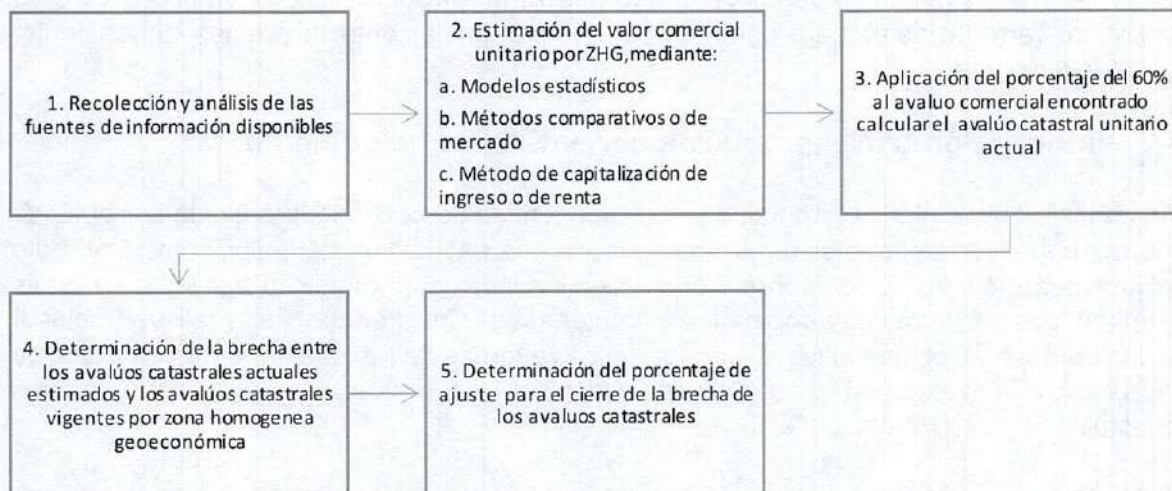 1. Recolección y análisis de las
fuentes de información disponibles
2. Estimación del valor comercial
unitario por ZHG, mediante:
a. Modelos estadísticos
b. Métodos comparativos o de
mercado
c. Método de capitalización de
ingreso o de renta
3. Aplicación del porcentaje del 60%
al avaluo comercial encontrado
calcular el avalúo catastral unitario
actual
4. Determinación de la brecha entre
los avalúos catastrales actuales
estimados y los avalúos catastrales
vigentes por zona homogenea
geoeconómica
5. Determinación del porcentaje de
ajuste para el cierre de la brecha de
los avaluos catastrales